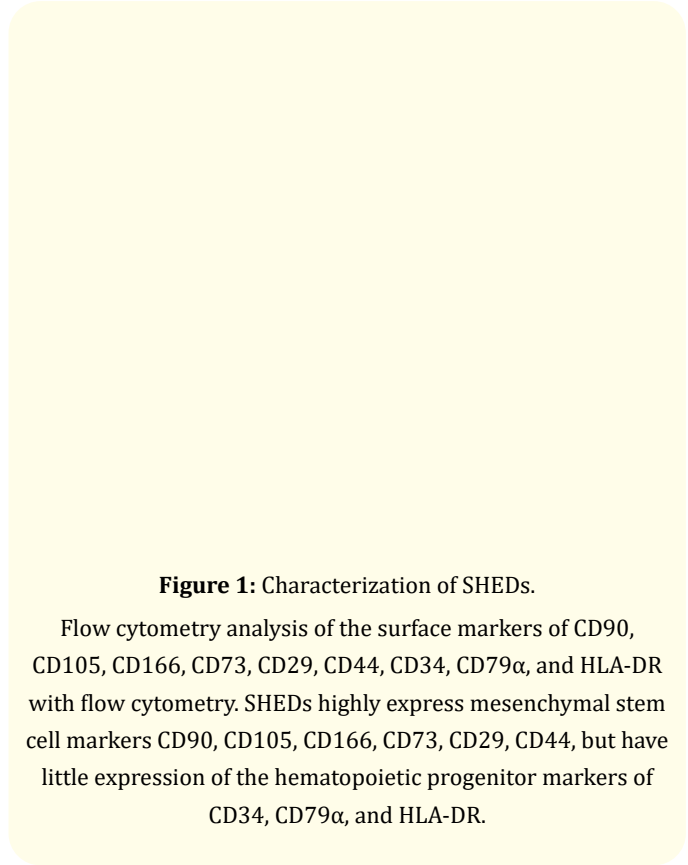 Figure 1: Characterization of SHEDs.
Flow cytometry analysis of the surface markers of CD90,
CD105, CD166, CD73, CD29, CD44, CD34, CD79α, and HLA-DR
with flow cytometry. SHEDs highly express mesenchymal stem
cell markers CD90, CD105, CD166, CD73, CD29, CD44, but have
little expression of the hematopoietic progenitor markers of
CD34, CD79α, and HLA-DR.